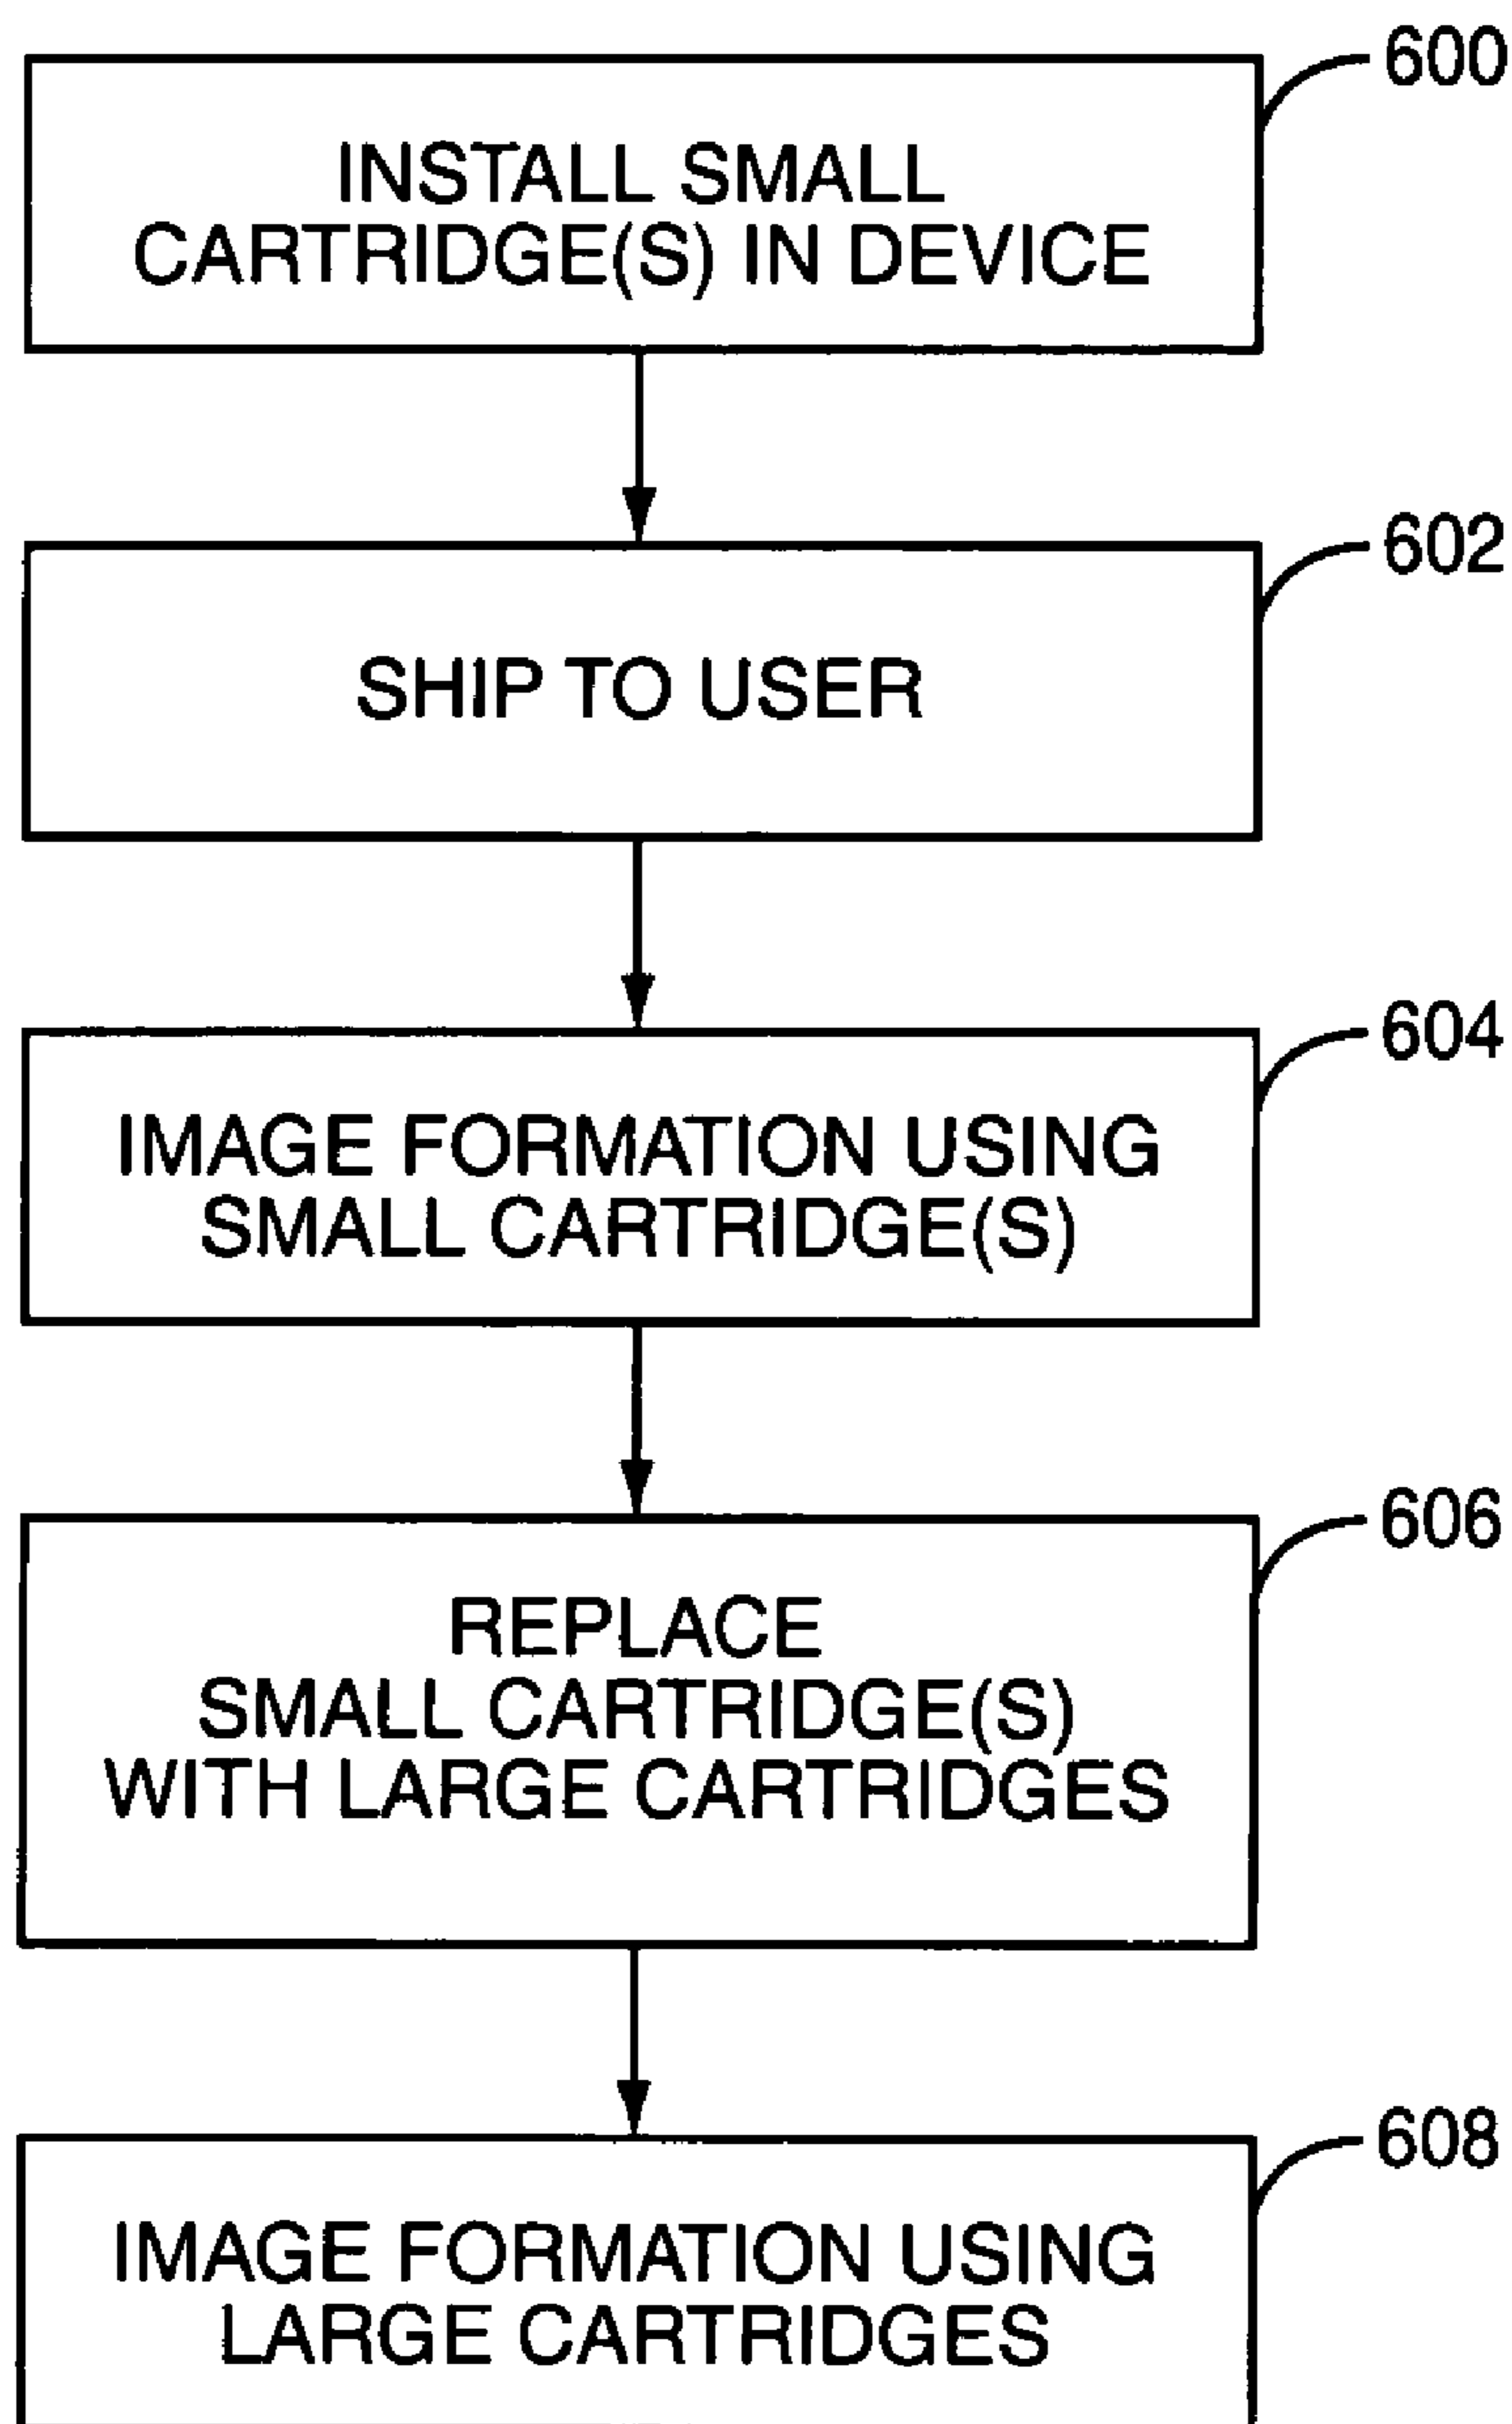 600
INSTALL SMALL
CARTRIDGE(S) IN DEVICE
602
SHIP TO USER
604
IMAGE FORMATION USING
SMALL CARTRIDGE(S)
606
REPLACE
SMALL CARTRIDGE(S)
WITH LARGE CARTRIDGES
608
IMAGE FORMATION USING
LARGE CARTRIDGES